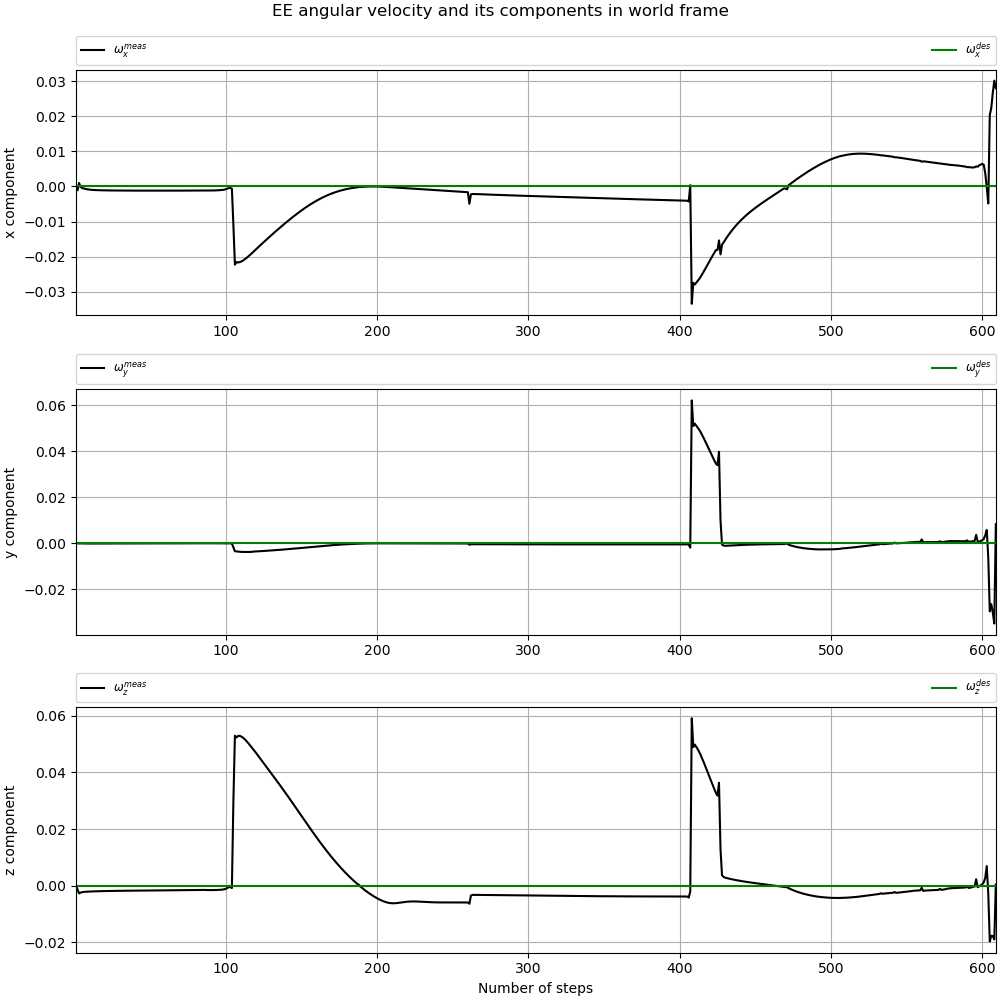 EE angular velocity and its components in world frame
ω_x^meas ω_x^des
0.03
0.02
0.01
0.00
−0.01
−0.02
−0.03
x component
100 200 300 400 500 600
ω_y^meas ω_y^des
0.06
0.04
0.02
0.00
−0.02
y component
100 200 300 400 500 600
ω_z^meas ω_z^des
0.06
0.04
0.02
0.00
−0.02
z component
100 200 300 400 500 600
Number of steps